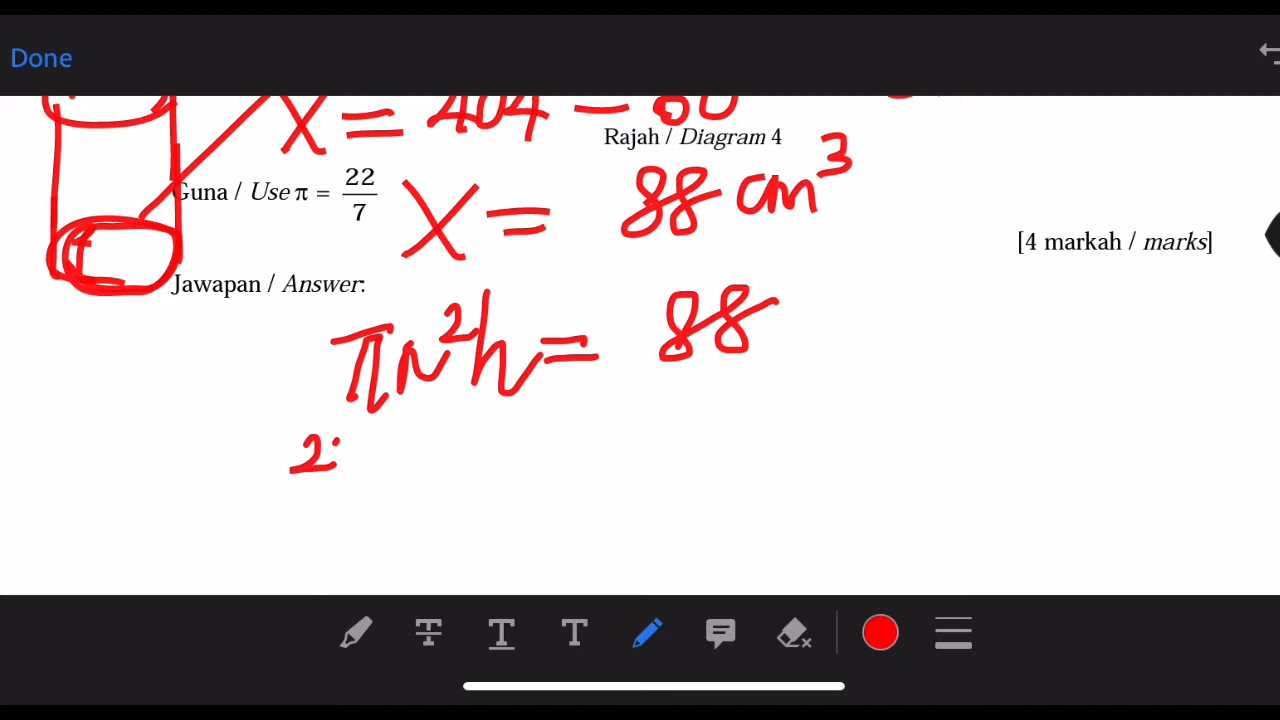 Done
X = 404 -
Rajah / Diagram 4
Guna / Use π = 22/7
X = 88 cm³
[4 markah / marks]
Jawapan / Answer:
πr²h = 88
2
T T T